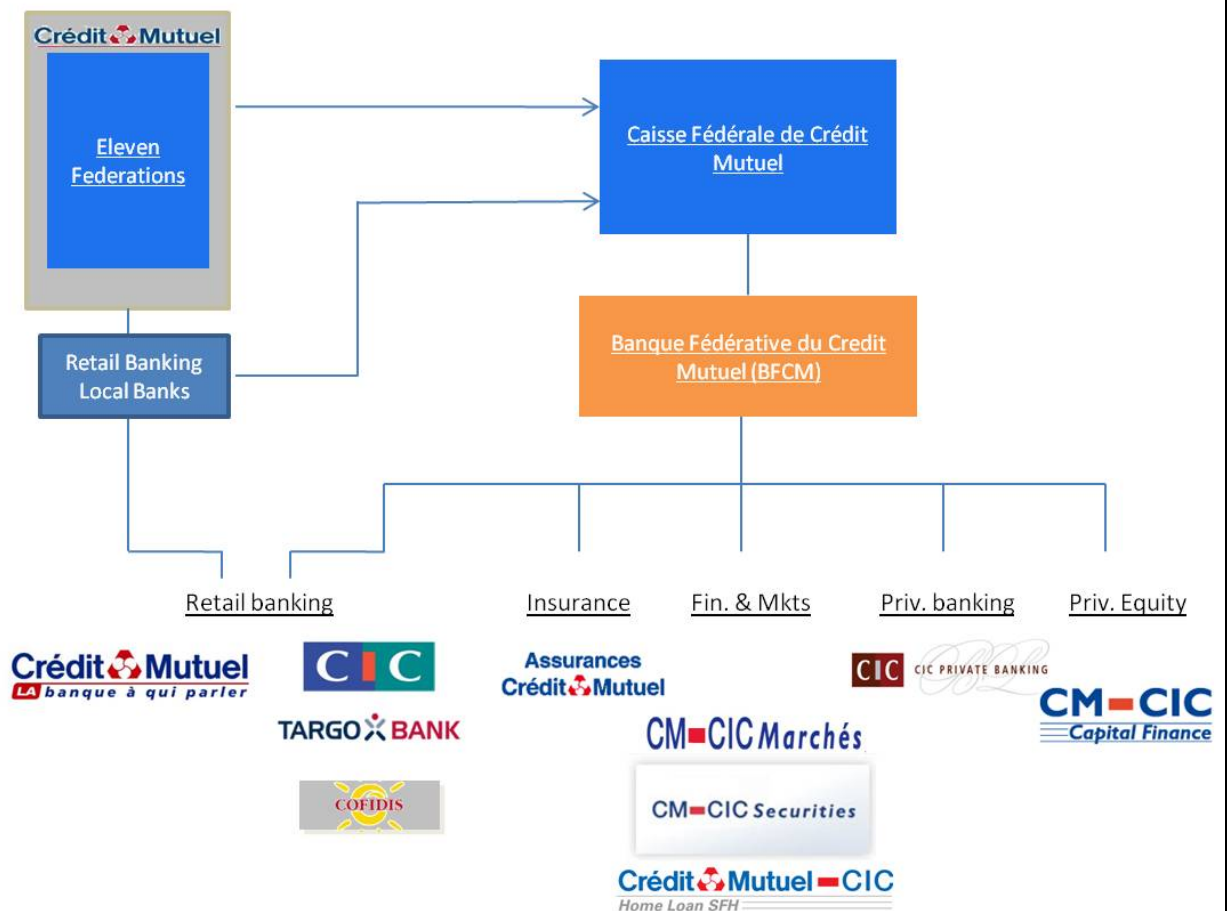 Crédit Mutuel
Eleven
Federations
Caisse Fédérale de Crédit
Mutuel
Retail Banking
Local Banks
Banque Fédérative du Credit
Mutuel (BFCM)
Retail banking
Insurance
Fin. & Mkts
Priv. banking
Priv. Equity
Crédit Mutuel
LA banque à qui parler
CIC
TARGO BANK
COFIDIS
Assurances
Crédit Mutuel
CM-CIC Marchés
CM-CIC Securities
Crédit Mutuel-CIC
Home Loan SFH
CIC CIC PRIVATE BANKING
CM-CIC
Capital Finance